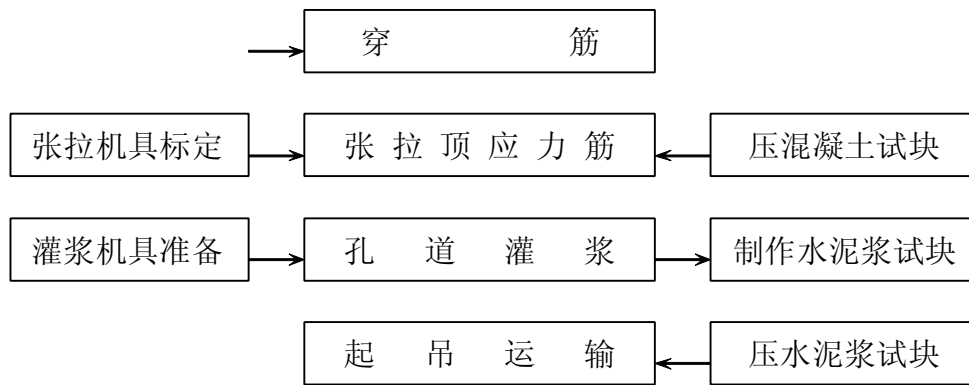 穿筋
张拉机具标定 张拉顶应力筋 压混凝土试块
灌浆机具准备 孔道灌浆 制作水泥浆试块
起吊运输 压水泥浆试块